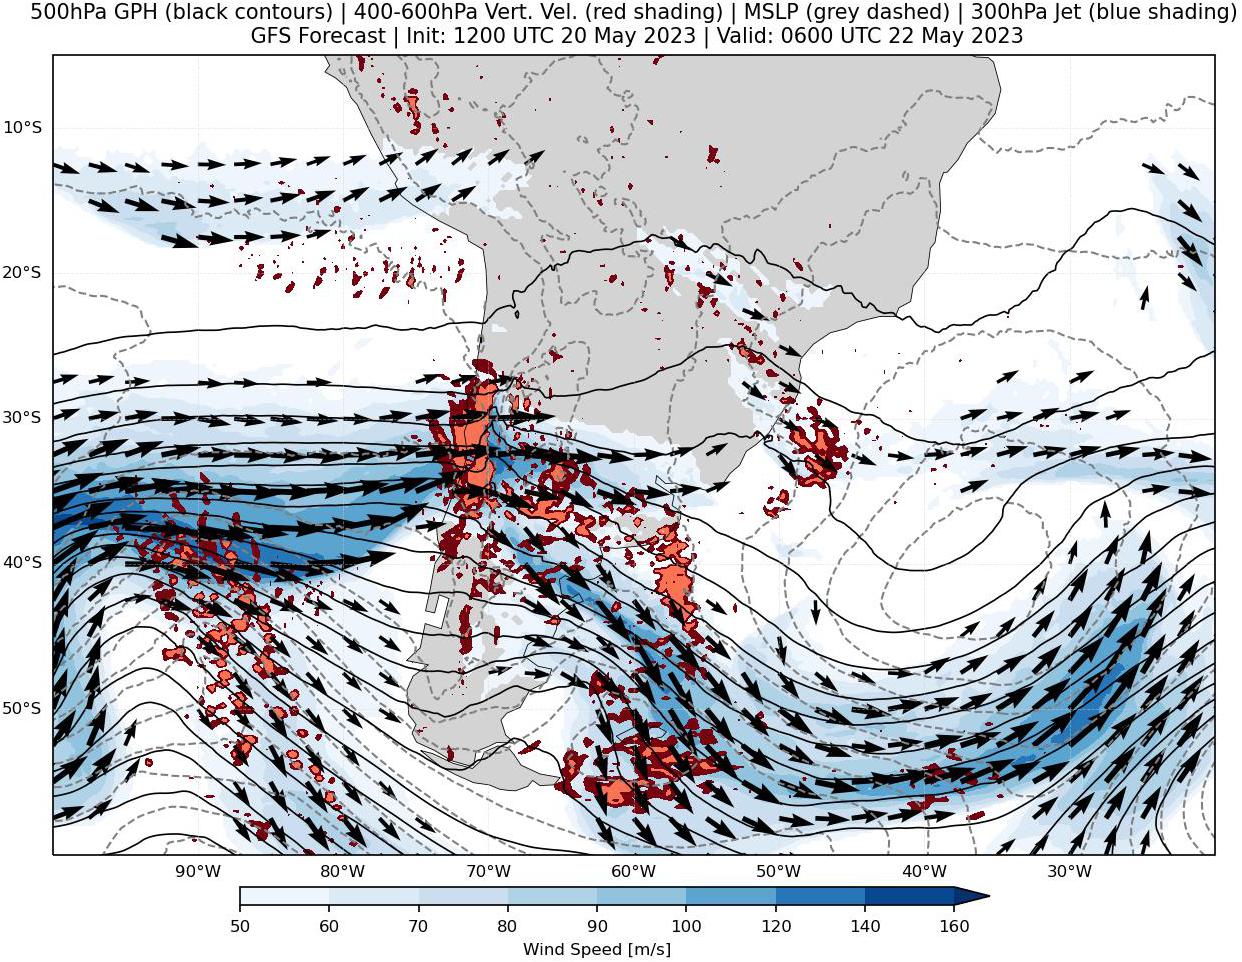 500hPa GPH (black contours) | 400-600hPa Vert. Vel. (red shading) | MSLP (grey dashed) | 300hPa Jet (blue shading)
GFS Forecast | Init: 1200 UTC 20 May 2023 | Valid: 0600 UTC 22 May 2023
10°S
20°S
30°S
40°S
50°S
90°W 80°W 70°W 60°W 50°W 40°W 30°W
50 60 70 80 90 100 120 140 160
Wind Speed [m/s]